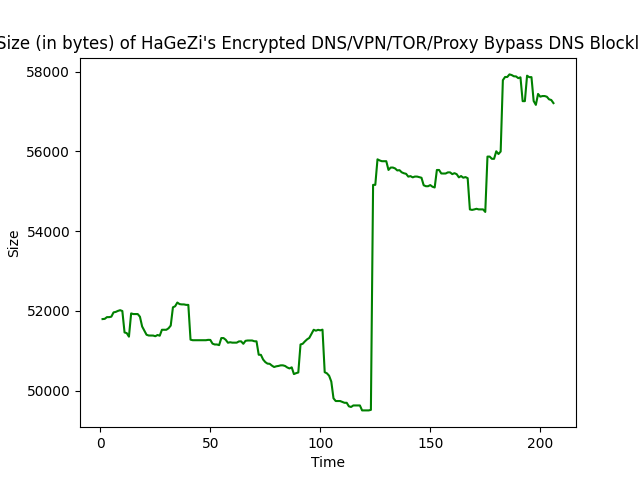 Size (in bytes) of HaGeZi's Encrypted DNS/VPN/TOR/Proxy Bypass DNS Blockl
58000
56000
54000
52000
50000
Size
0 50 100 150 200
Time